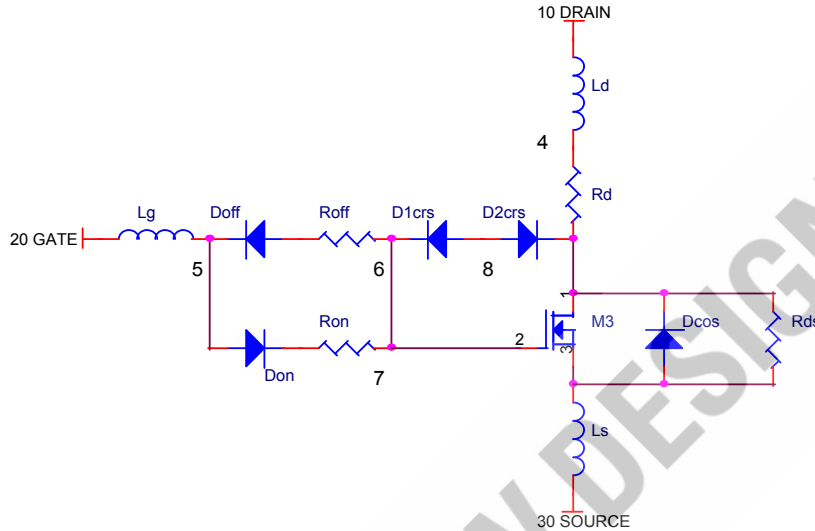 10 DRAIN
Ld
4
Rd
Lg
Doff
Roff
D1crs
D2crs
20 GATE
5
6
8
1
Ron
2
M3
Dcos
Rds
3
Don
7
Ls
30 SOURCE
DESIGN